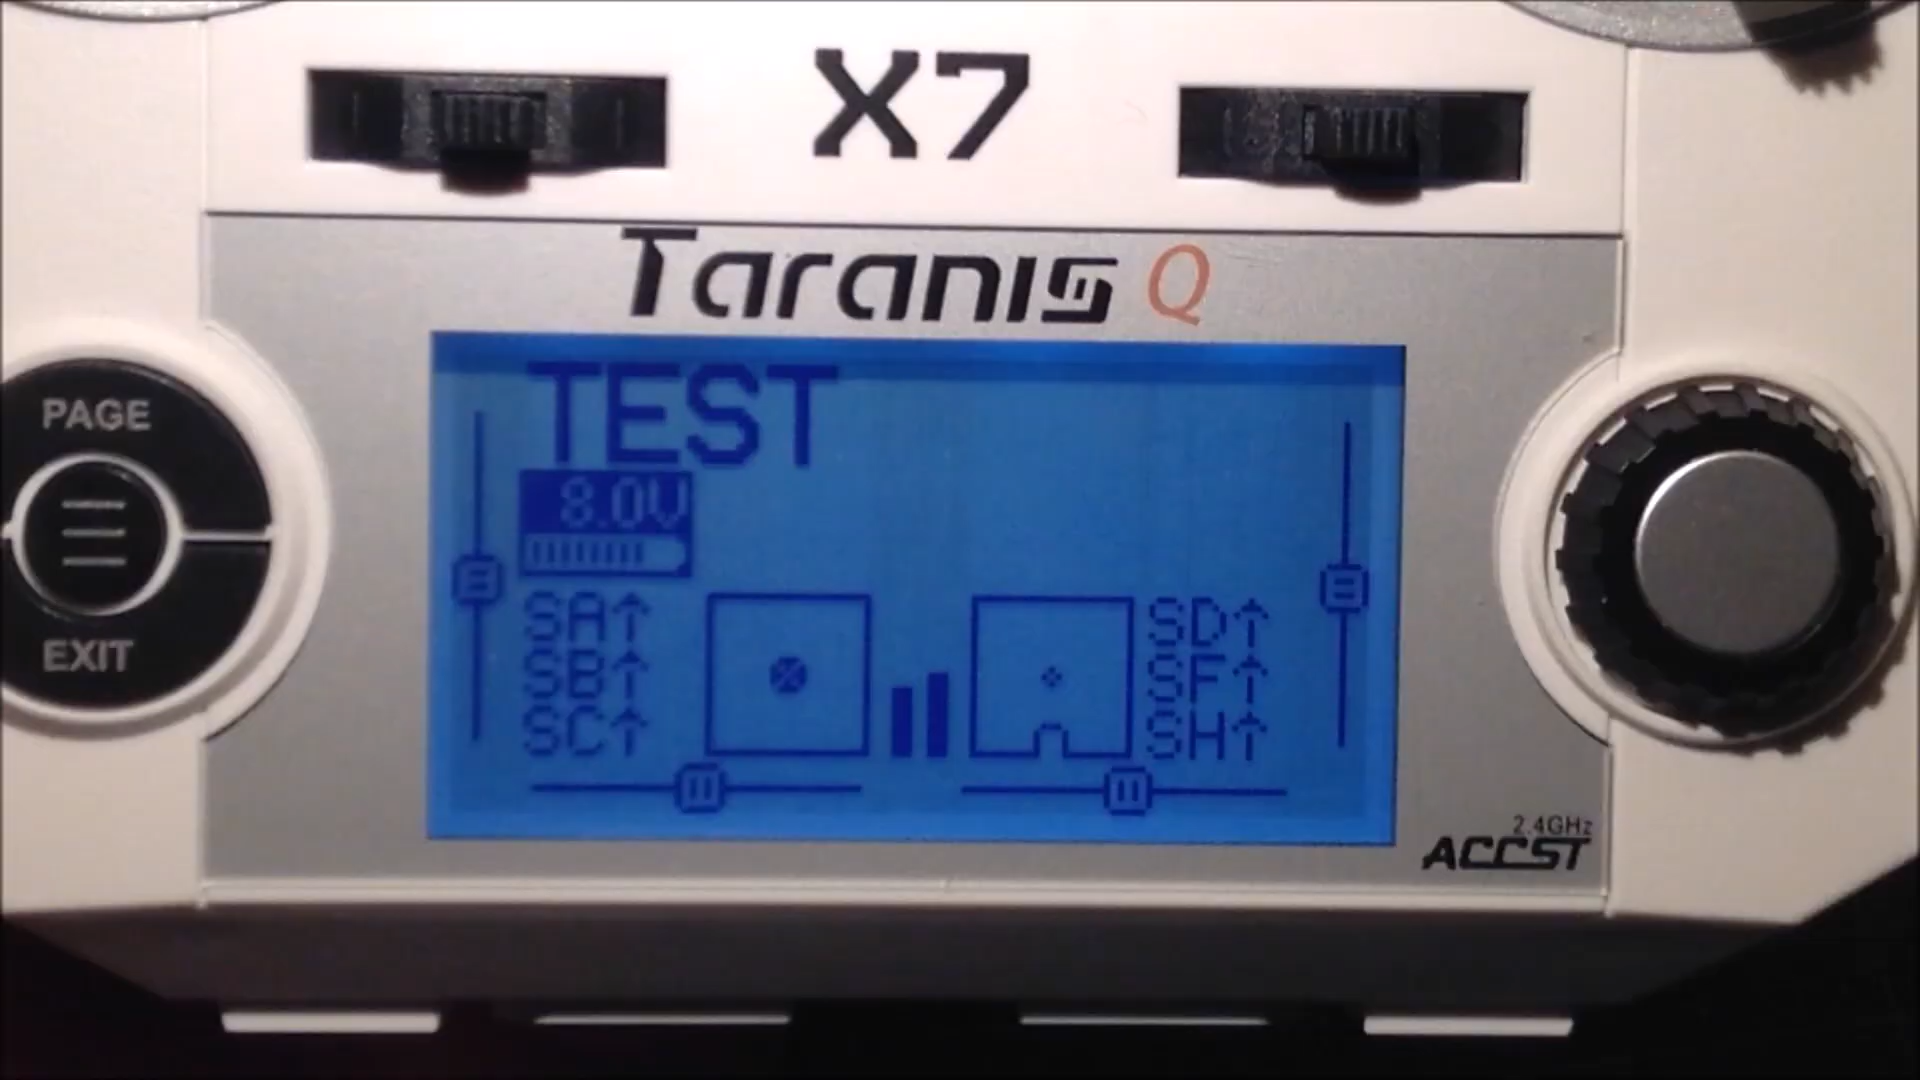 X7
Taranis Q
PAGE
EXIT
TEST
8.0V
SA↑
SB↑
SC↑
SD↑
SF↑
SH↑
2.4GHz
ACCST